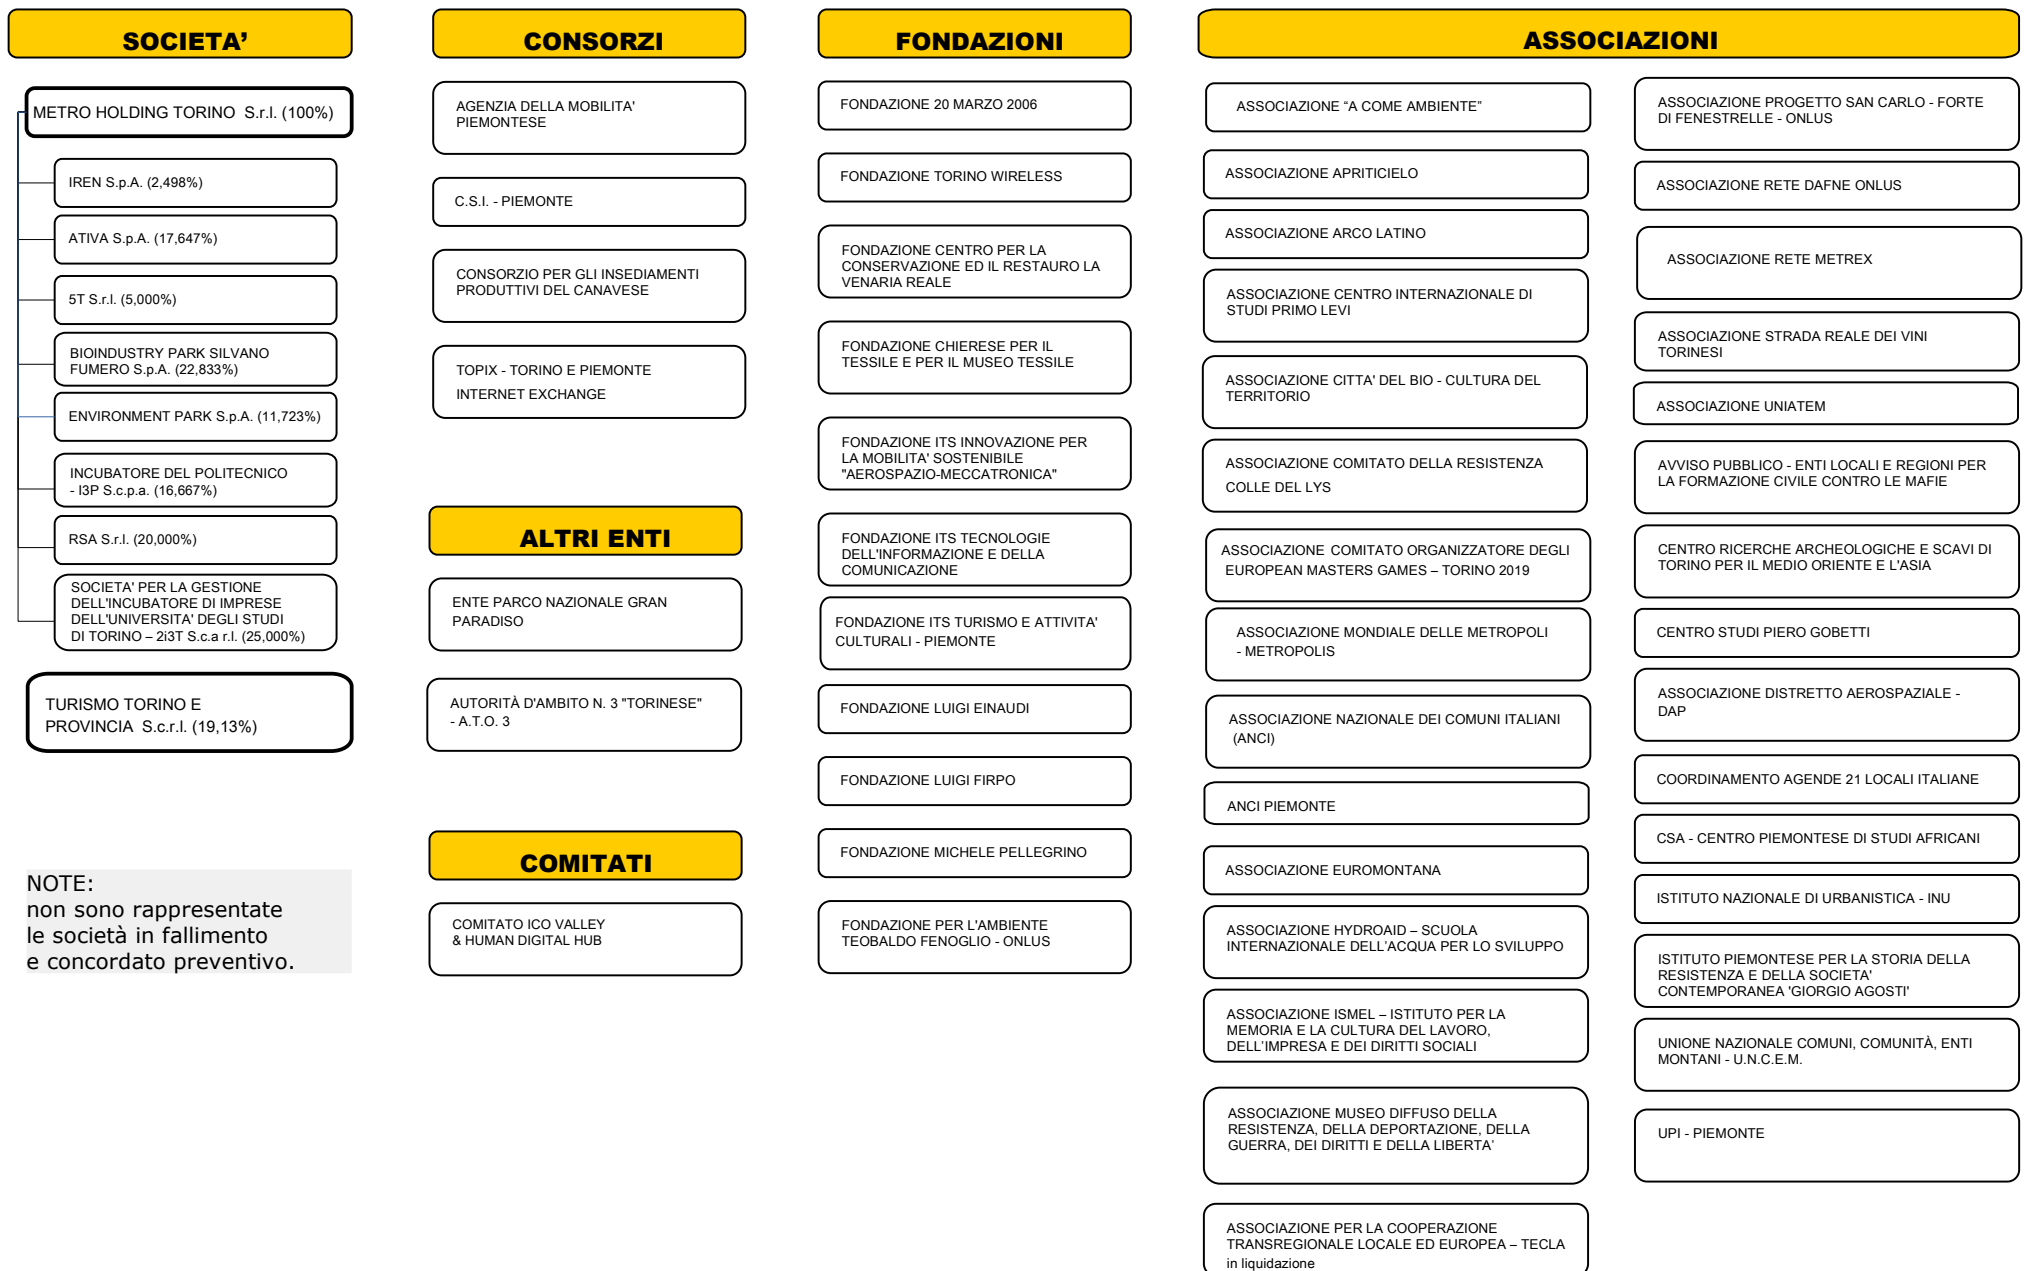 SOCIETA’
METRO HOLDING TORINO S.r.l. (100%)
IREN S.p.A. (2,498%)
ATIVA S.p.A. (17,647%)
5T S.r.l. (5,000%)
BIOINDUSTRY PARK SILVANO
FUMERO S.p.A. (22,833%)
ENVIRONMENT PARK S.p.A. (11,723%)
INCUBATORE DEL POLITECNICO
- I3P S.c.p.a. (16,667%)
RSA S.r.l. (20,000%)
SOCIETA' PER LA GESTIONE
DELL'INCUBATORE DI IMPRESE
DELL'UNIVERSITA' DEGLI STUDI
DI TORINO – 2i3T S.c.a r.l. (25,000%)
TURISMO TORINO E
PROVINCIA S.c.r.l. (19,13%)
NOTE:
non sono rappresentate
le società in fallimento
e concordato preventivo.
CONSORZI
AGENZIA DELLA MOBILITA'
PIEMONTESE
C.S.I. - PIEMONTE
CONSORZIO PER GLI INSEDIAMENTI
PRODUTTIVI DEL CANAVESE
TOPIX - TORINO E PIEMONTE
INTERNET EXCHANGE
ALTRI ENTI
ENTE PARCO NAZIONALE GRAN
PARADISO
AUTORITÀ D'AMBITO N. 3 "TORINESE"
- A.T.O. 3
COMITATI
COMITATO ICO VALLEY
& HUMAN DIGITAL HUB
FONDAZIONI
FONDAZIONE 20 MARZO 2006
FONDAZIONE TORINO WIRELESS
FONDAZIONE CENTRO PER LA
CONSERVAZIONE ED IL RESTAURO LA
VENARIA REALE
FONDAZIONE CHIERESE PER IL
TESSILE E PER IL MUSEO TESSILE
FONDAZIONE ITS INNOVAZIONE PER
LA MOBILITA' SOSTENIBILE
"AEROSPAZIO-MECCATRONICA"
FONDAZIONE ITS TECNOLOGIE
DELL'INFORMAZIONE E DELLA
COMUNICAZIONE
FONDAZIONE ITS TURISMO E ATTIVITA'
CULTURALI - PIEMONTE
FONDAZIONE LUIGI EINAUDI
FONDAZIONE LUIGI FIRPO
FONDAZIONE MICHELE PELLEGRINO
FONDAZIONE PER L'AMBIENTE
TEOBALDO FENOGLIO - ONLUS
ASSOCIAZIONI
ASSOCIAZIONE “A COME AMBIENTE”
ASSOCIAZIONE APRITICIELO
ASSOCIAZIONE ARCO LATINO
ASSOCIAZIONE CENTRO INTERNAZIONALE DI
STUDI PRIMO LEVI
ASSOCIAZIONE CITTA' DEL BIO - CULTURA DEL
TERRITORIO
ASSOCIAZIONE COMITATO DELLA RESISTENZA
COLLE DEL LYS
ASSOCIAZIONE COMITATO ORGANIZZATORE DEGLI
EUROPEAN MASTERS GAMES – TORINO 2019
ASSOCIAZIONE MONDIALE DELLE METROPOLI
- METROPOLIS
ASSOCIAZIONE NAZIONALE DEI COMUNI ITALIANI
(ANCI)
ANCI PIEMONTE
ASSOCIAZIONE EUROMONTANA
ASSOCIAZIONE HYDROAID – SCUOLA
INTERNAZIONALE DELL'ACQUA PER LO SVILUPPO
ASSOCIAZIONE ISMEL – ISTITUTO PER LA
MEMORIA E LA CULTURA DEL LAVORO,
DELL’IMPRESA E DEI DIRITTI SOCIALI
ASSOCIAZIONE MUSEO DIFFUSO DELLA
RESISTENZA, DELLA DEPORTAZIONE, DELLA
GUERRA, DEI DIRITTI E DELLA LIBERTA’
ASSOCIAZIONE PER LA COOPERAZIONE
TRANSREGIONALE LOCALE ED EUROPEA – TECLA
in liquidazione
ASSOCIAZIONE PROGETTO SAN CARLO - FORTE
DI FENESTRELLE - ONLUS
ASSOCIAZIONE RETE DAFNE ONLUS
ASSOCIAZIONE RETE METREX
ASSOCIAZIONE STRADA REALE DEI VINI
TORINESI
ASSOCIAZIONE UNIATEM
AVVISO PUBBLICO - ENTI LOCALI E REGIONI PER
LA FORMAZIONE CIVILE CONTRO LE MAFIE
CENTRO RICERCHE ARCHEOLOGICHE E SCAVI DI
TORINO PER IL MEDIO ORIENTE E L'ASIA
CENTRO STUDI PIERO GOBETTI
ASSOCIAZIONE DISTRETTO AEROSPAZIALE -
DAP
COORDINAMENTO AGENDE 21 LOCALI ITALIANE
CSA - CENTRO PIEMONTESE DI STUDI AFRICANI
ISTITUTO NAZIONALE DI URBANISTICA - INU
ISTITUTO PIEMONTESE PER LA STORIA DELLA
RESISTENZA E DELLA SOCIETA'
CONTEMPORANEA 'GIORGIO AGOSTI'
UNIONE NAZIONALE COMUNI, COMUNITÀ, ENTI
MONTANI - U.N.C.E.M.
UPI - PIEMONTE